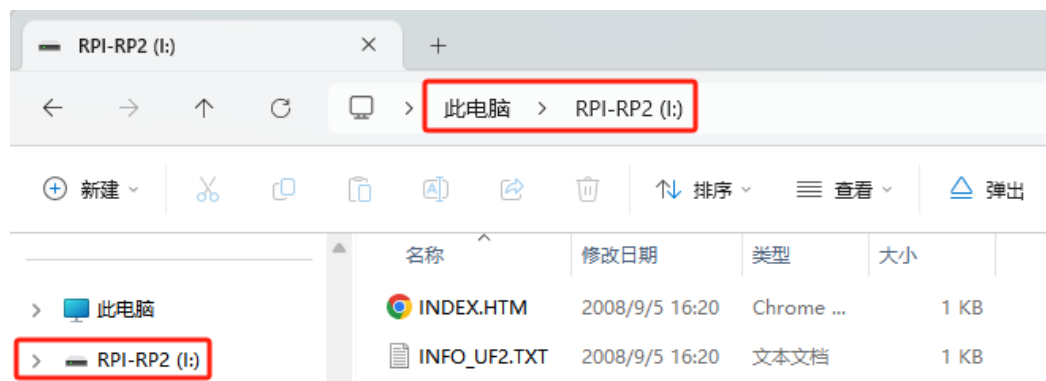 RPI-RP2 (I:)
此电脑 > RPI-RP2 (I:)
新建 排序 查看 弹出
名称 修改日期 类型 大小
此电脑 INDEX.HTM 2008/9/5 16:20 Chrome ... 1 KB
RPI-RP2 (I:) INFO_UF2.TXT 2008/9/5 16:20 文本文档 1 KB